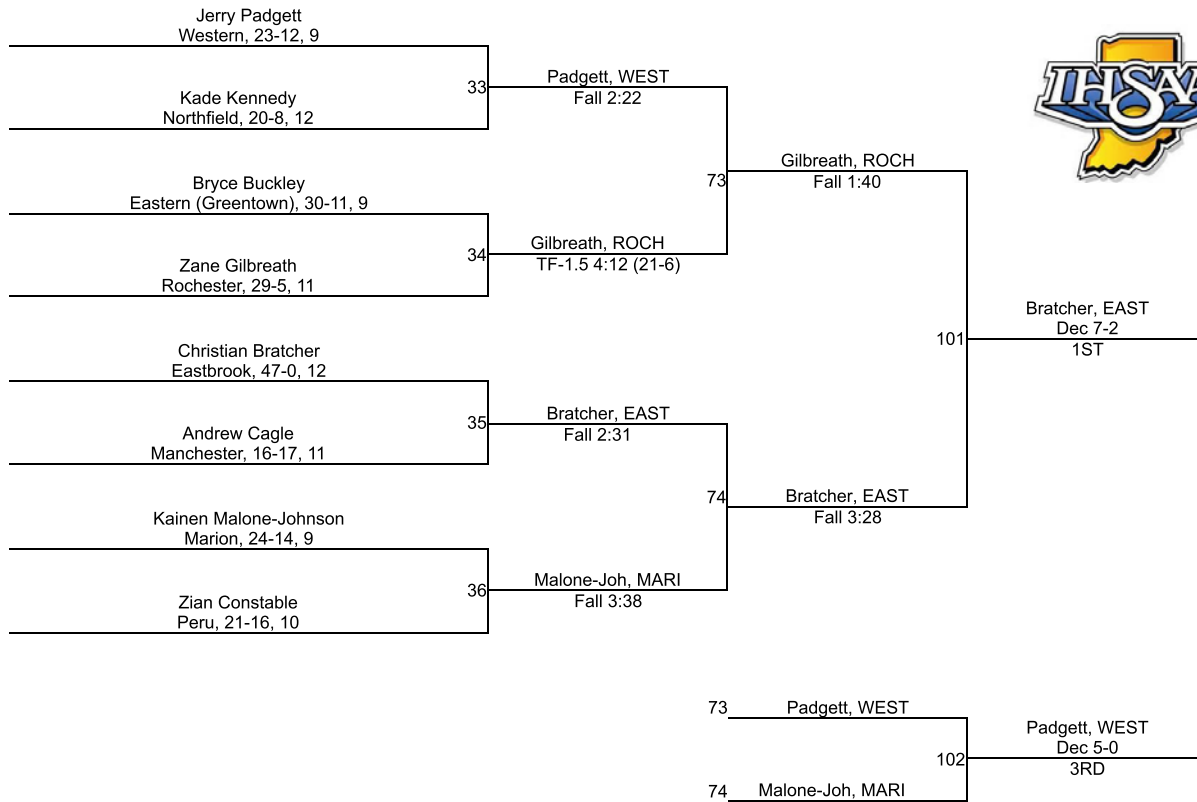 Jerry Padgett
Western, 23-12, 9
Kade Kennedy
Northfield, 20-8, 12
Bryce Buckley
Eastern (Greentown), 30-11, 9
Zane Gilbreath
Rochester, 29-5, 11
Christian Bratcher
Eastbrook, 47-0, 12
Andrew Cagle
Manchester, 16-17, 11
Kainen Malone-Johnson
Marion, 24-14, 9
Zian Constable
Peru, 21-16, 10
33
Padgett, WEST
Fall 2:22
34
Gilbreath, ROCH
TF-1.5 4:12 (21-6)
35
Bratcher, EAST
Fall 2:31
36
Malone-Joh, MARI
Fall 3:38
73
Gilbreath, ROCH
Fall 1:40
74
Bratcher, EAST
Fall 3:28
101
Bratcher, EAST
Dec 7-2
1ST
73
Padgett, WEST
74
Malone-Joh, MARI
102
Padgett, WEST
Dec 5-0
3RD
IHSAA